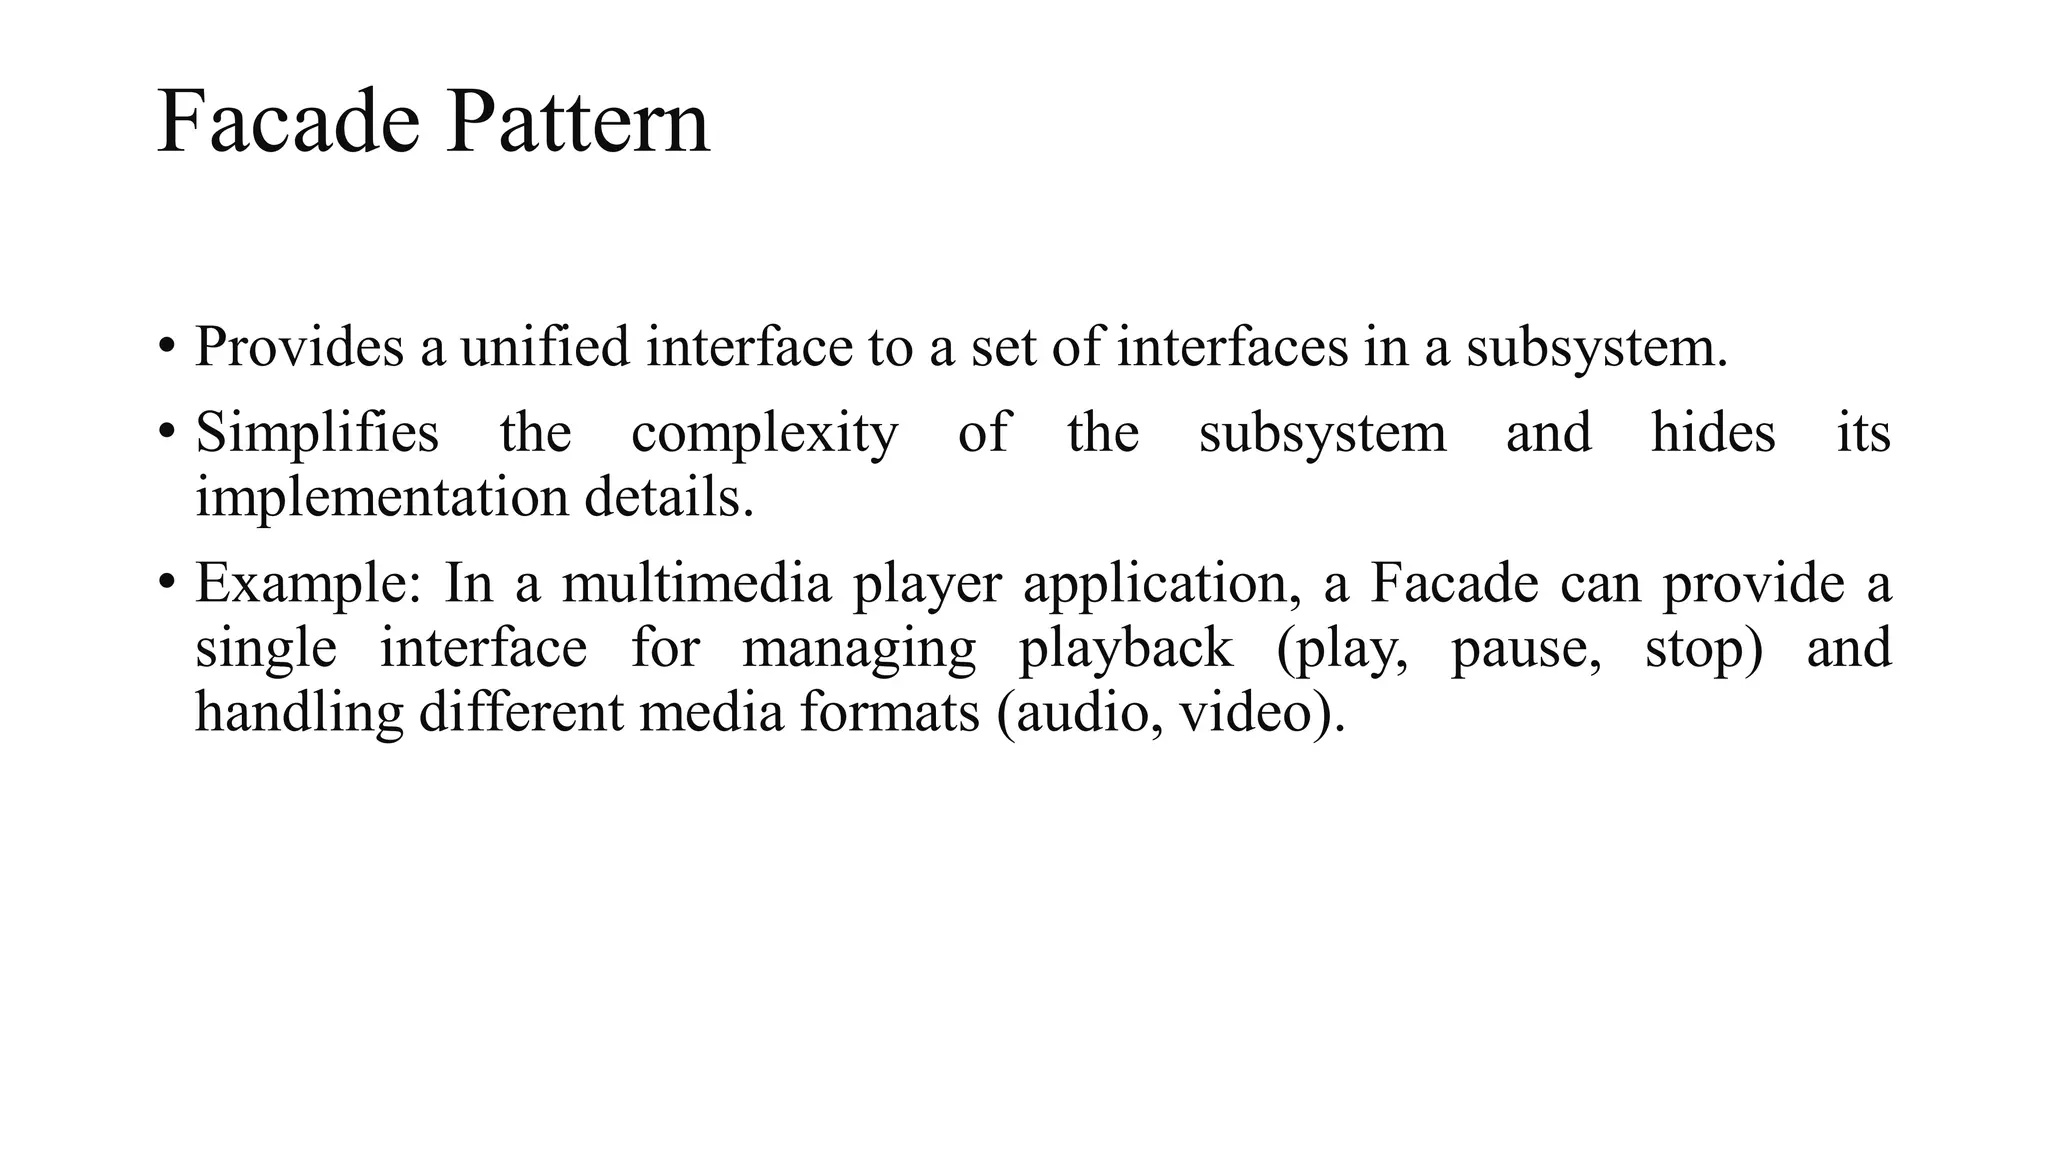 Facade Pattern
• Provides a unified interface to a set of interfaces in a subsystem.
• Simplifies the complexity of the subsystem and hides its
implementation details.
• Example: In a multimedia player application, a Facade can provide a
single interface for managing playback (play, pause, stop) and
handling different media formats (audio, video).